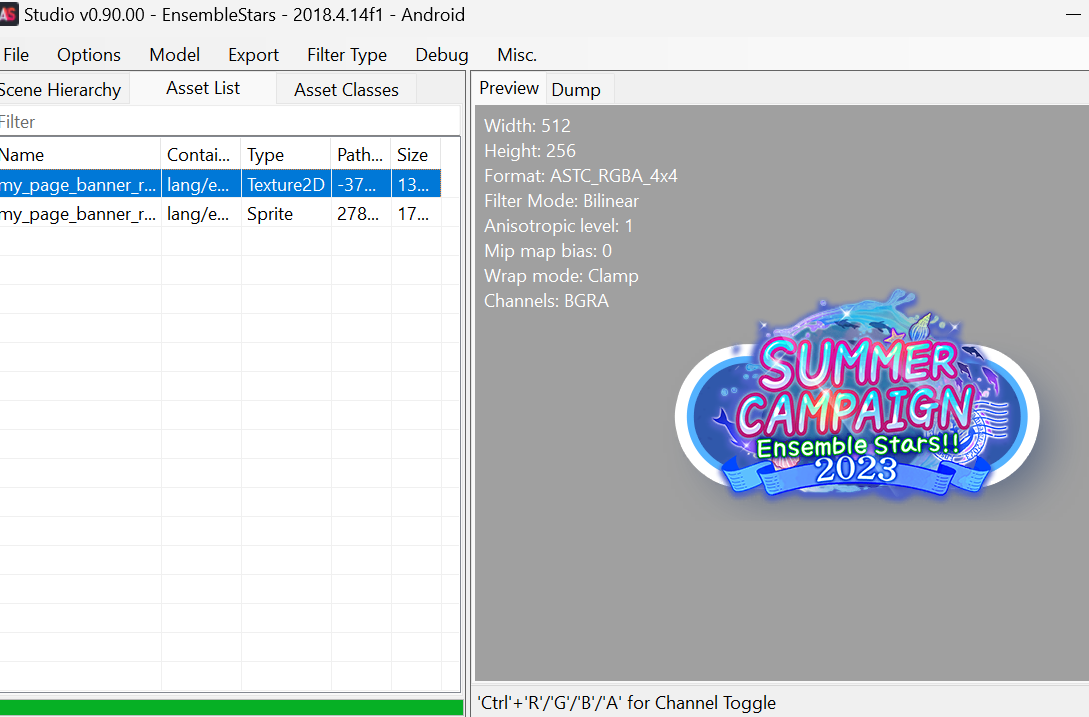 Studio v0.90.00 - EnsembleStars - 2018.4.14f1 - Android
File Options Model Export Filter Type Debug Misc.
Scene Hierarchy Asset List Asset Classes
Preview Dump
Filter
Name Contai... Type Path... Size
my_page_banner_r... lang/e... Texture2D -37... 13...
my_page_banner_r... lang/e... Sprite 278... 17...
Width: 512
Height: 256
Format: ASTC_RGBA_4x4
Filter Mode: Bilinear
Anisotropic level: 1
Mip map bias: 0
Wrap mode: Clamp
Channels: BGRA
SUMMER
CAMPAIGN
Ensemble Stars!!
2023
'Ctrl'+'R'/'G'/'B'/'A' for Channel Toggle